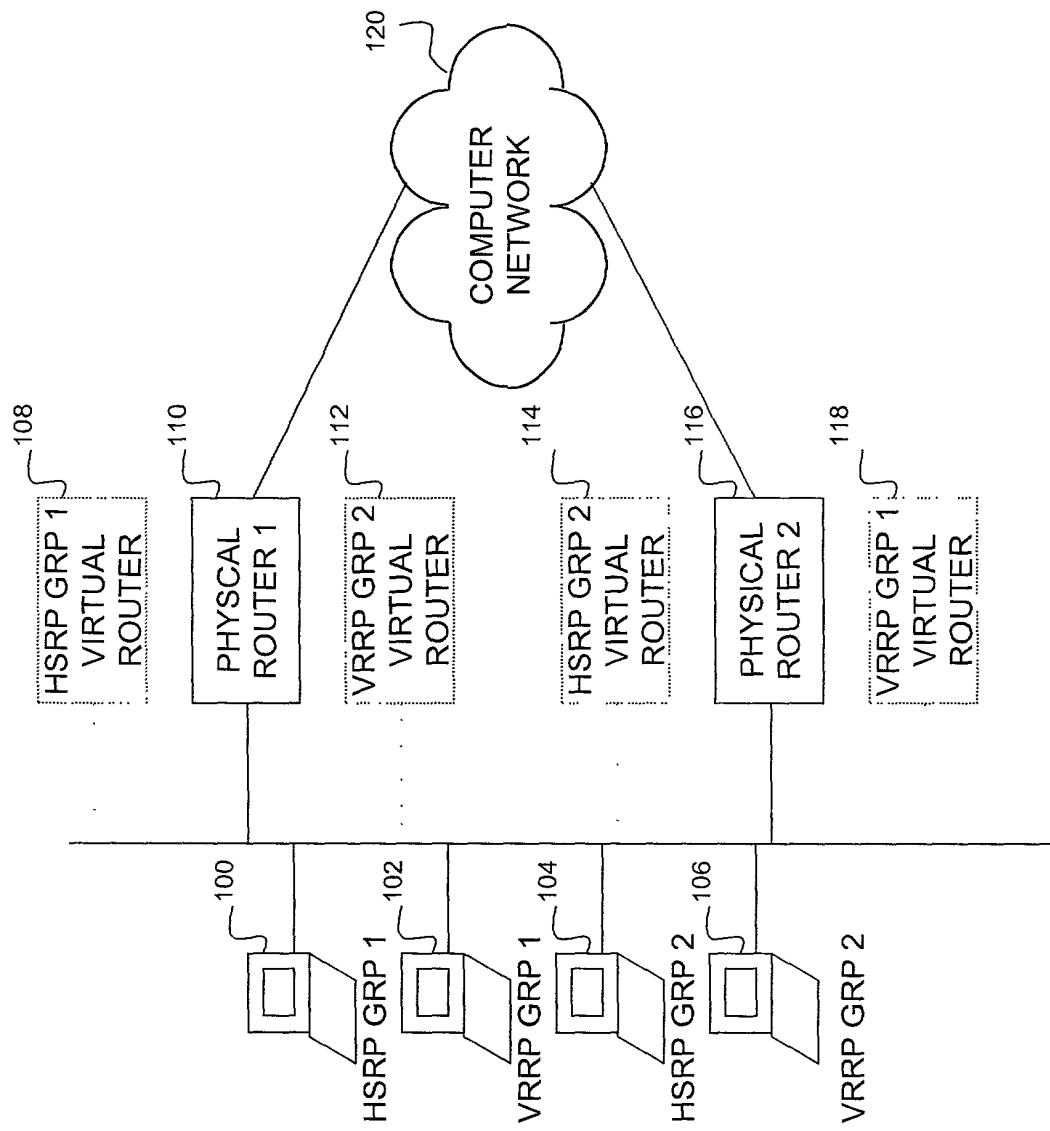 HSRP GRP 1
VIRTUAL
ROUTER
108
PHYSCAL
ROUTER 1
110
VRRP GRP 2
VIRTUAL
ROUTER
112
HSRP GRP 2
VIRTUAL
ROUTER
114
PHYSICAL
ROUTER 2
116
VRRP GRP 1
VIRTUAL
ROUTER
118
COMPUTER
NETWORK
120
100
HSRP GRP 1
102
VRRP GRP 1
104
HSRP GRP 2
106
VRRP GRP 2